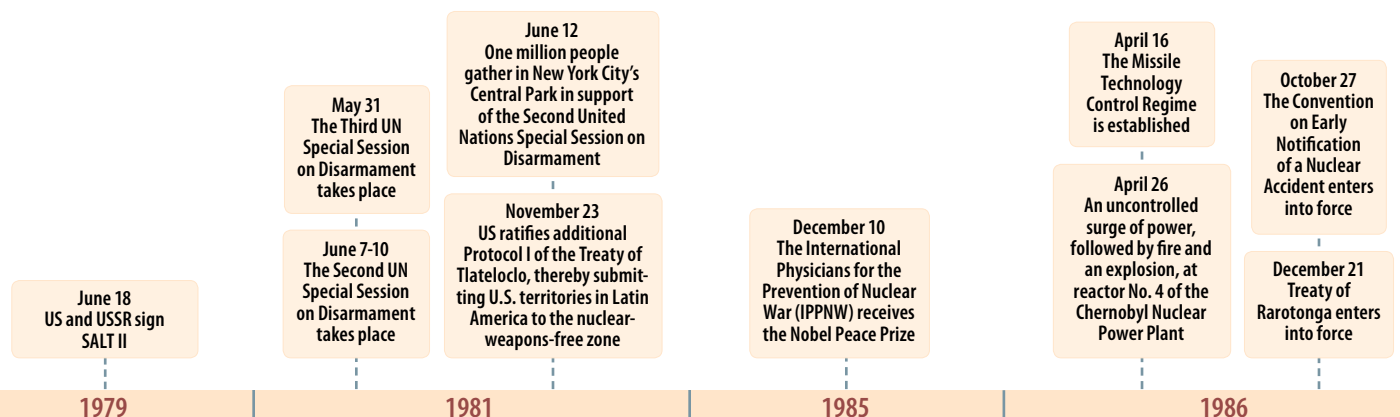 June 18
US and USSR sign
SALT II
May 31
The Third UN
Special Session
on Disarmament
takes place
June 7-10
The Second UN
Special Session
on Disarmament
takes place
June 12
One million people
gather in New York City's
Central Park in support
of the Second United
Nations Special Session on
Disarmament
November 23
US ratifies additional
Protocol I of the Treaty of
Tlateloclo, thereby submit-
ting U.S. territories in Latin
America to the nuclear-
weapons-free zone
December 10
The International
Physicians for the
Prevention of Nuclear
War (IPPNW) receives
the Nobel Peace Prize
April 16
The Missile
Technology
Control Regime
is established
April 26
An uncontrolled
surge of power,
followed by fire and
an explosion, at
reactor No. 4 of the
Chernobyl Nuclear
Power Plant
October 27
The Convention
on Early
Notification
of a Nuclear
Accident enters
into force
December 21
Treaty of
Rarotonga enters
into force
1979
1981
1985
1986